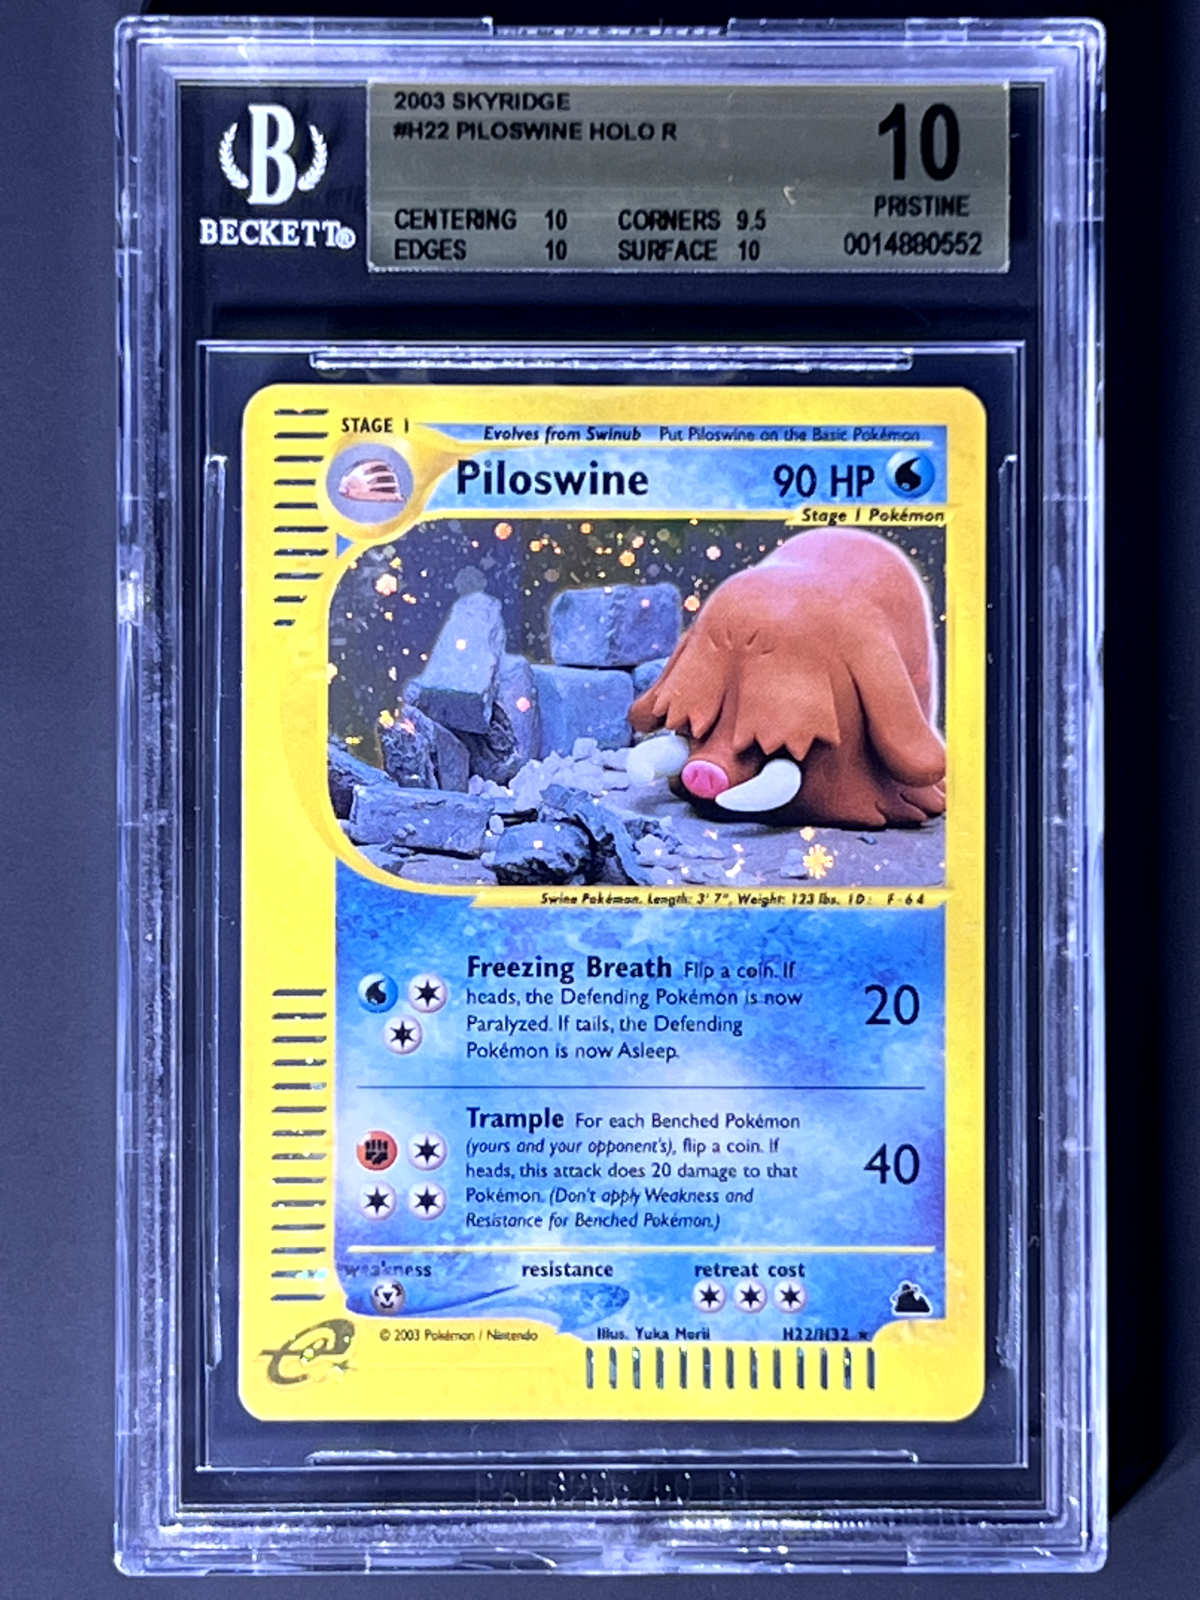 B
BECKETT®
2003 SKYRIDGE
#H22 PILOSWINE HOLO R
10
PRISTINE
CENTERING 10 CORNERS 9.5
EDGES 10 SURFACE 10
0014880552
STAGE 1
Evolves from Swinub Put Piloswine on the Basic Pokémon
Piloswine 90 HP
Stage 1 Pokémon
Swine Pokémon. Length: 3' 7", Weight: 123 lbs. ID: F-64
Freezing Breath Flip a coin. If
heads, the Defending Pokémon is now
Paralyzed. If tails, the Defending
Pokémon is now Asleep.
20
Trample For each Benched Pokémon
(yours and your opponent's), flip a coin. If
heads, this attack does 20 damage to that
Pokémon. (Don't apply Weakness and
Resistance for Benched Pokémon.)
40
weakness resistance retreat cost
© 2003 Pokémon / Nintendo Illus. Yuka Morii H22/H32
e